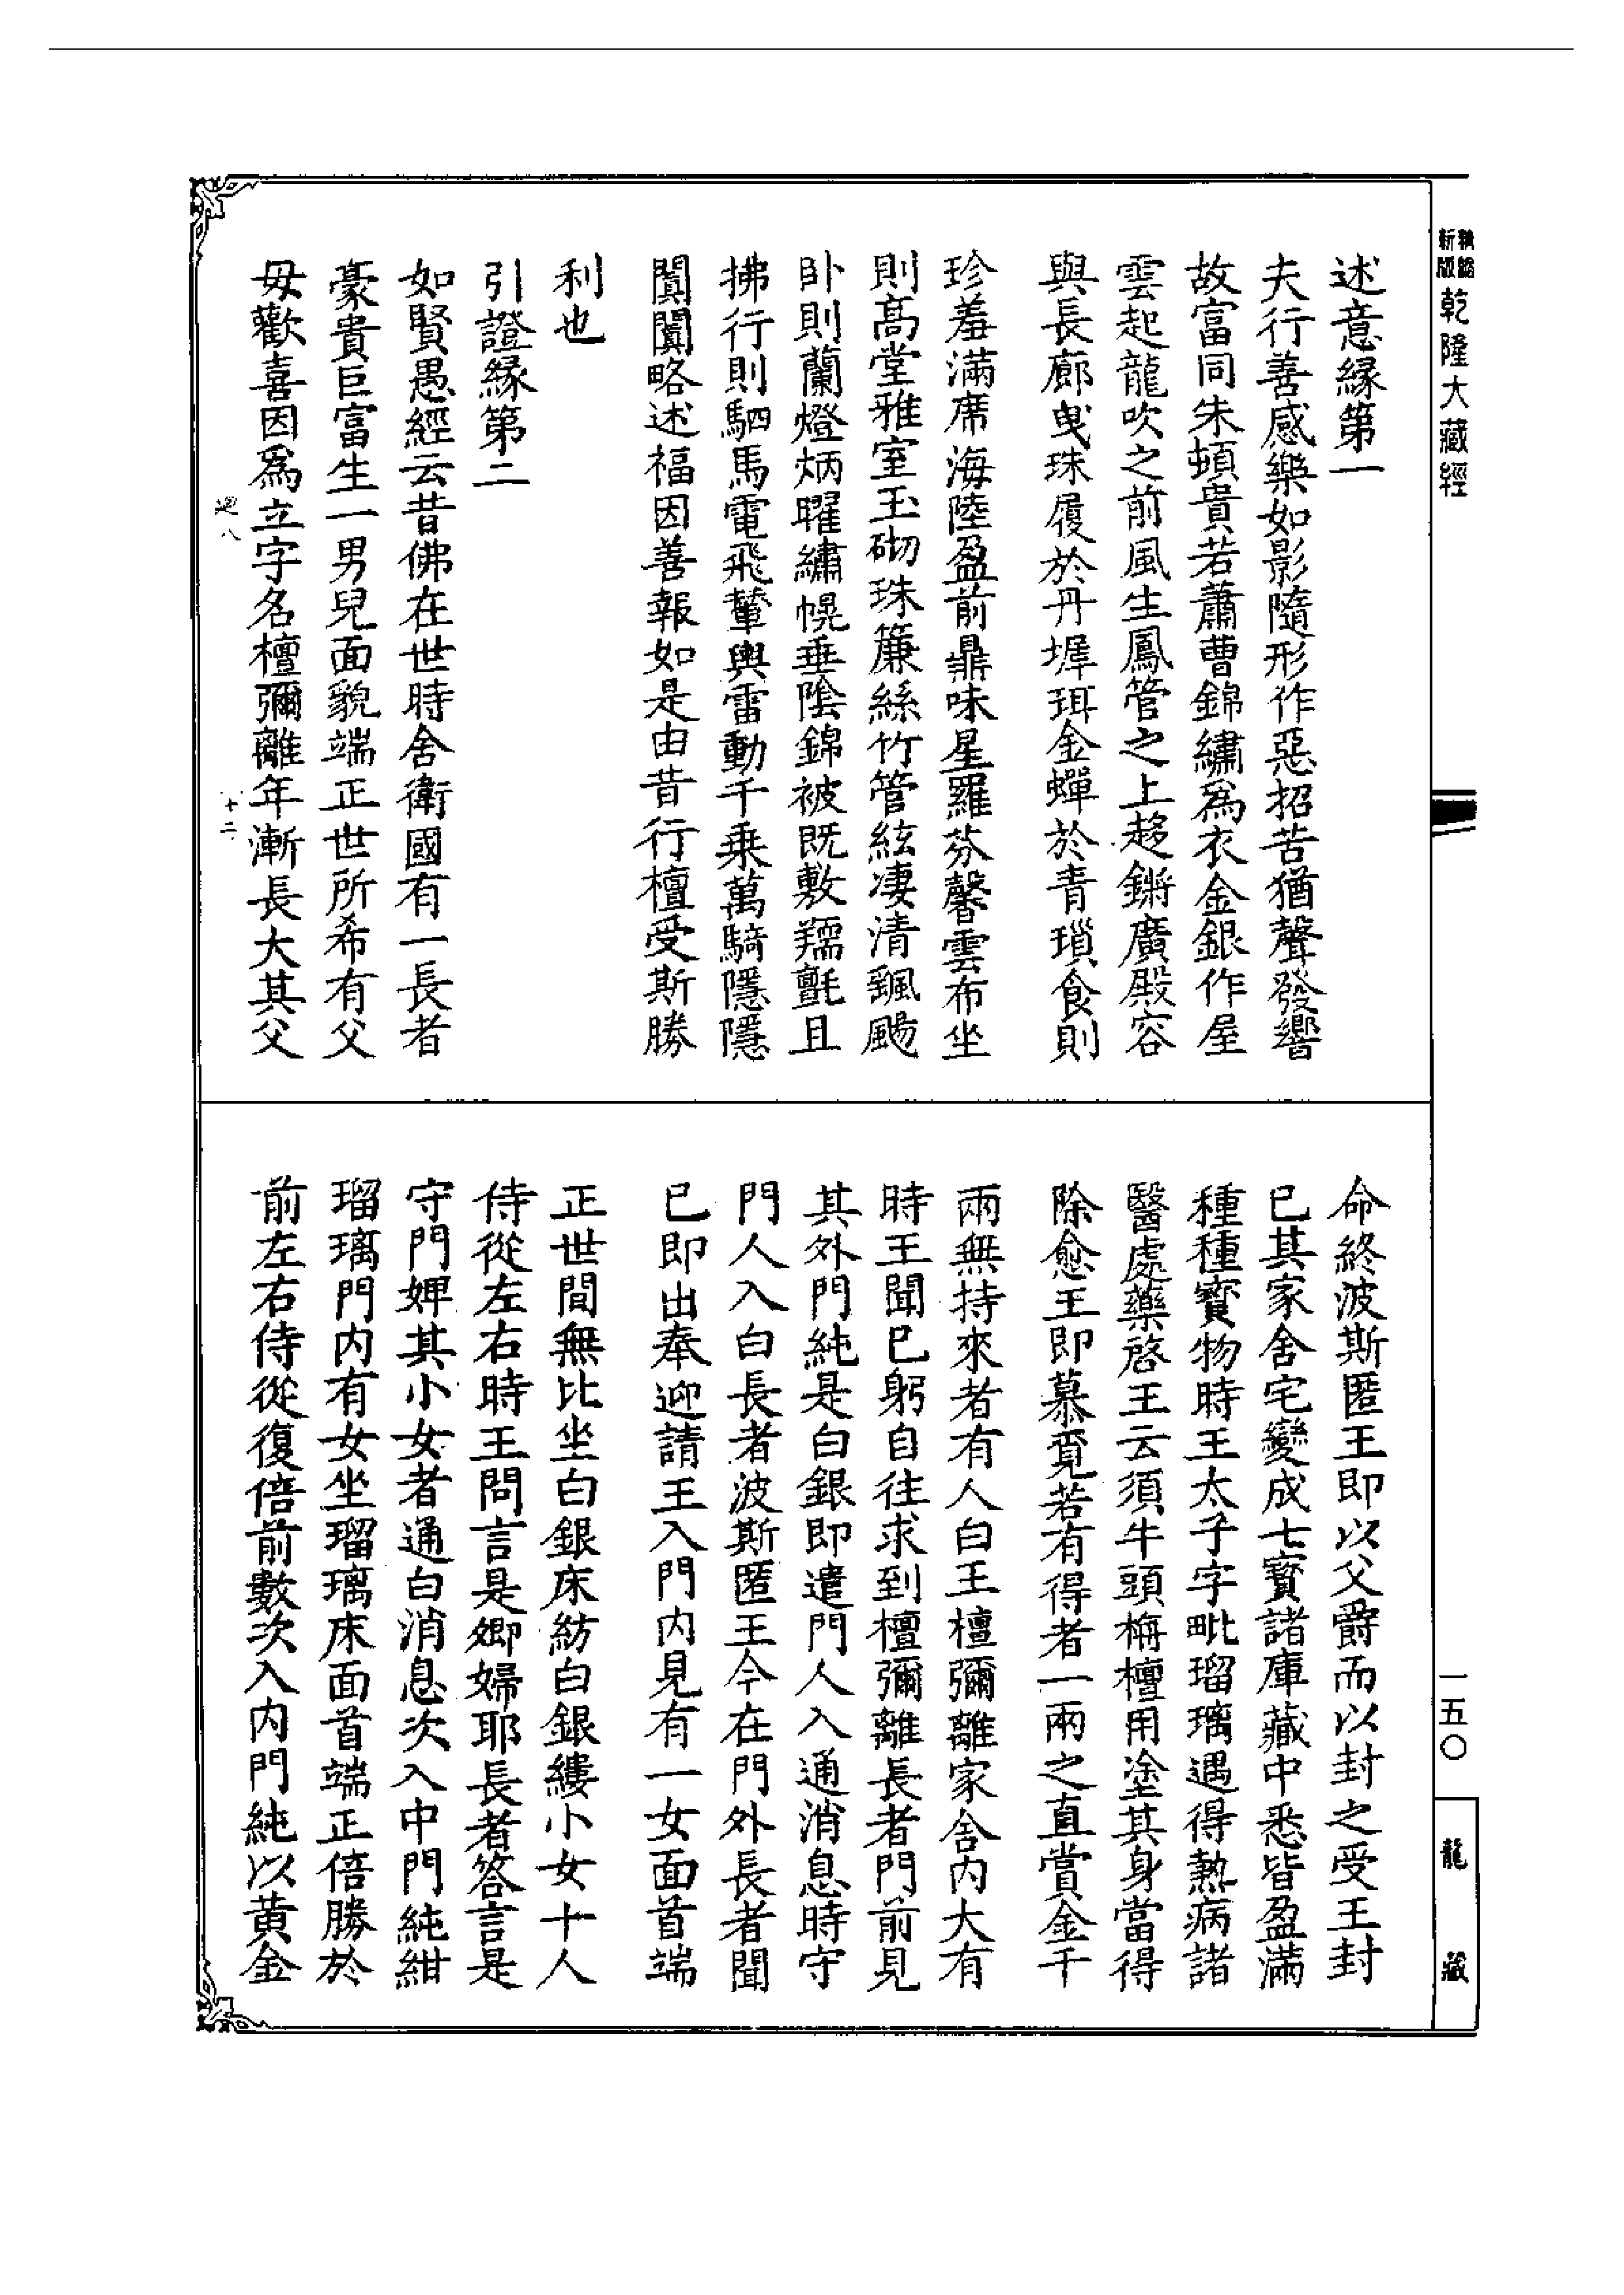 新版精縮
乾隆大藏經
一五〇
龍藏
述意緣第一
夫行善感樂如影隨形作惡招苦猶聲發響
故富同朱頓貴若蕭曹錦繡為衣金銀作屋
雲起龍吹之前風生鳳管之上趍鏘廣殿容
與長廊曳珠履於丹墀珥金蟬於青瑣食則
珍羞滿席海陸盈前鼎味星羅芬馨雲布坐
則高堂雅室玉砌珠簾絲竹管絃凄清颻颺
卧則蘭燈炳曜繡幌垂陰錦被既敷氈且
拂行則駟馬電飛輦輿雷動千乗萬騎隱隱
闐闐略述福因善報如是由昔行檀受斯勝
利也
引證緣第二
如賢愚經云昔佛在世時舍衛國有一長者
豪貴巨富生一男兒面貌端正世所希有父
母歡喜因為立字名檀彌離年漸長大其父
八
十二
命終波斯匿王即以父爵而以封之受王封
已其家舍宅變成七寶諸庫藏中悉皆盈滿
種種寶物時王太子字毗瑠璃遇得熱病諸
醫處藥啓王云須牛頭栴檀用塗其身當得
除愈王即募覓若有得者一兩之直賞金千
兩無持來者有人白王檀彌離家舍内大有
時王聞已躬自往求到檀彌離長者門前見
其外門純是白銀即遣門人入通消息時守
門人入白長者波斯匿王今在門外長者聞
已即出奉迎請王入門内見有一女面首端
正世間無比坐白銀床紡白銀縷小女十人
侍從左右時王問言是卿婦耶長者答言是
守門婢其小女者通白消息次入中門純紺
瑠璃門内有女坐瑠璃床面首端正倍勝於
前左右侍從復倍前數次入内門純以黄金